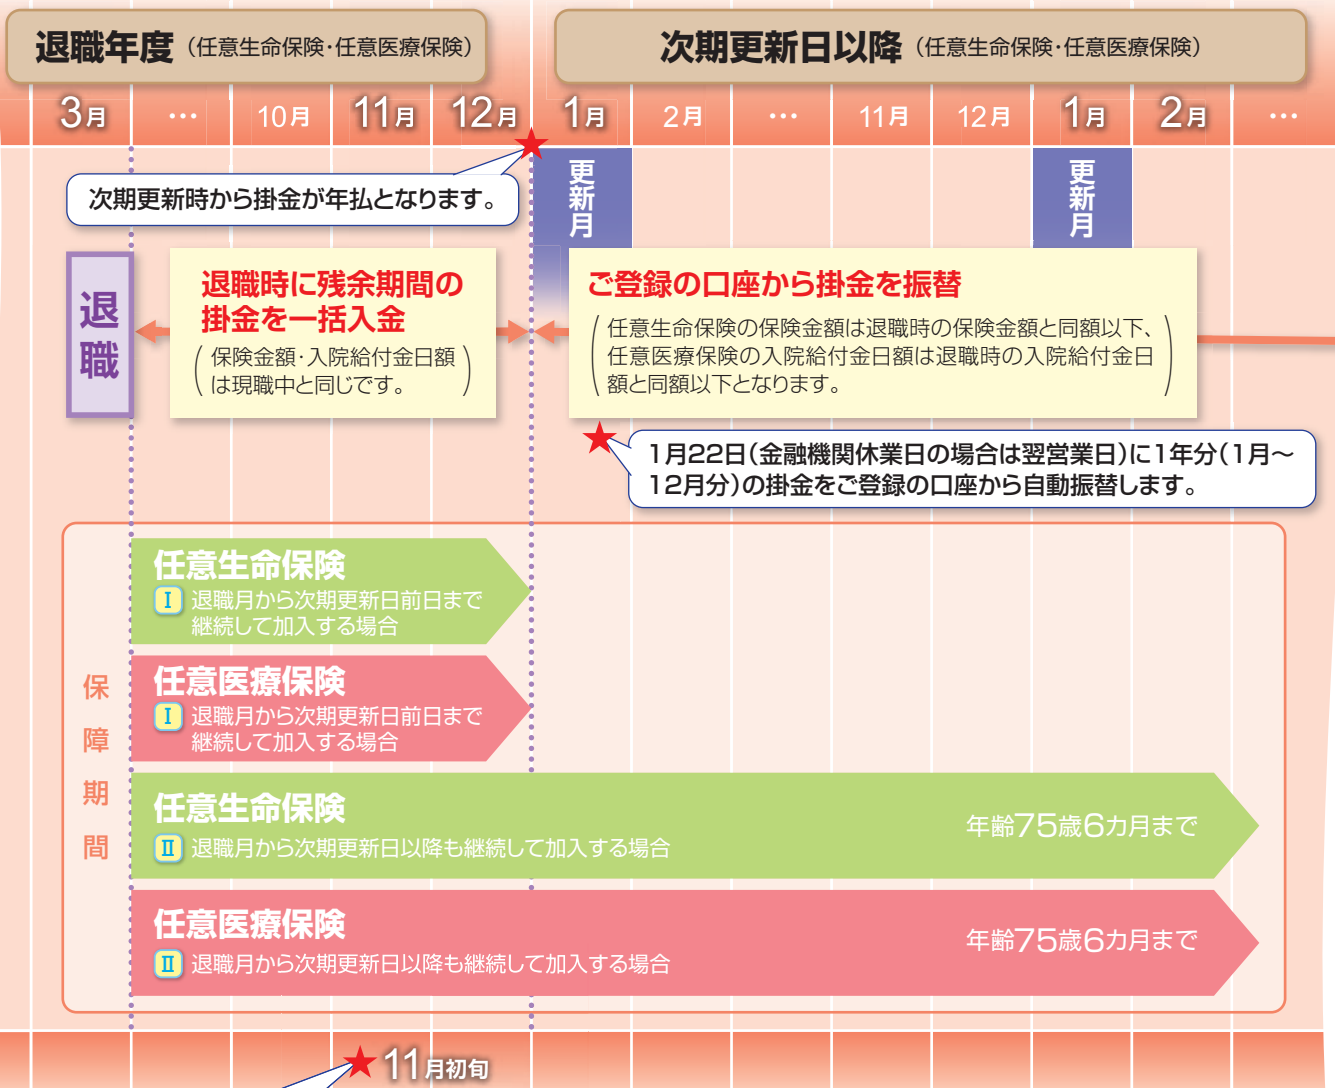 退職年度（任意生命保険・任意医療保険）
次期更新日以降（任意生命保険・任意医療保険）
3月 … 10月 11月 12月 1月 2月 … 11月 12月 1月 2月 …
次期更新時から掛金が年払となります。
更新月
更新月
退職
退職時に残余期間の
掛金を一括入金
（保険金額・入院給付金日額
は現職中と同じです。）
ご登録の口座から掛金を振替
（任意生命保険の保険金額は退職時の保険金額と同額以下、
任意医療保険の入院給付金日額は退職時の入院給付金日
額と同額以下となります。）
1月22日（金融機関休業日の場合は翌営業日）に1年分（1月〜
12月分）の掛金をご登録の口座から自動振替します。
保障期間
任意生命保険
Ⅰ 退職月から次期更新日前日まで
継続して加入する場合
任意医療保険
Ⅰ 退職月から次期更新日前日まで
継続して加入する場合
任意生命保険
Ⅱ 退職月から次期更新日以降も継続して加入する場合
年齢75歳6カ月まで
任意医療保険
Ⅱ 退職月から次期更新日以降も継続して加入する場合
年齢75歳6カ月まで
11月初旬